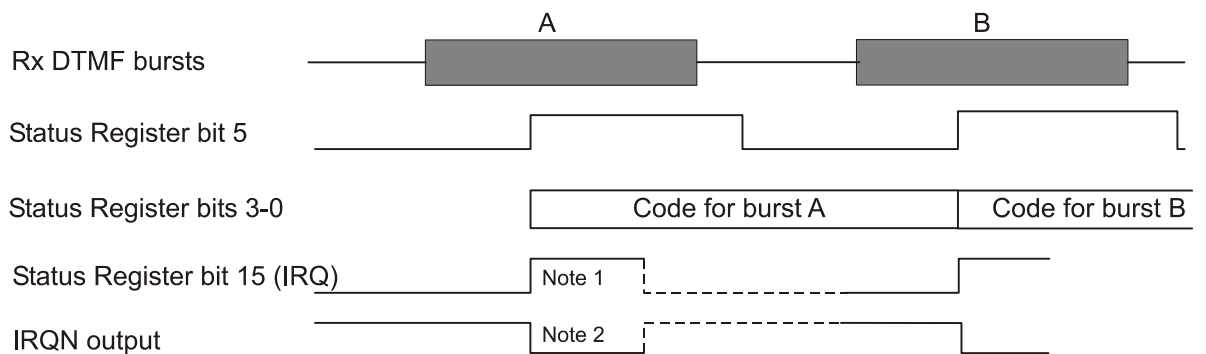 A B
Rx DTMF bursts
Status Register bit 5
Status Register bits 3-0 Code for burst A Code for burst B
Status Register bit 15 (IRQ) Note 1
IRQN output Note 2